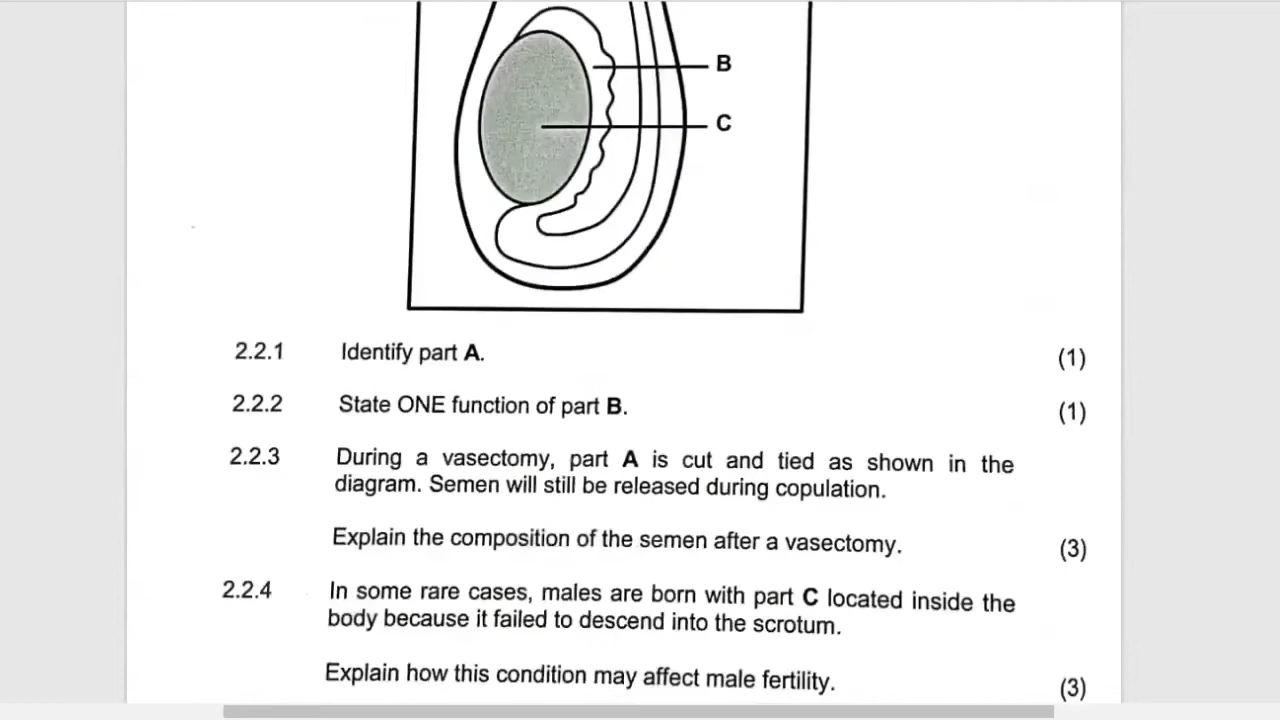 B
C
2.2.1 Identify part A. (1)
2.2.2 State ONE function of part B. (1)
2.2.3 During a vasectomy, part A is cut and tied as shown in the
diagram. Semen will still be released during copulation.
Explain the composition of the semen after a vasectomy. (3)
2.2.4 In some rare cases, males are born with part C located inside the
body because it failed to descend into the scrotum.
Explain how this condition may affect male fertility. (3)